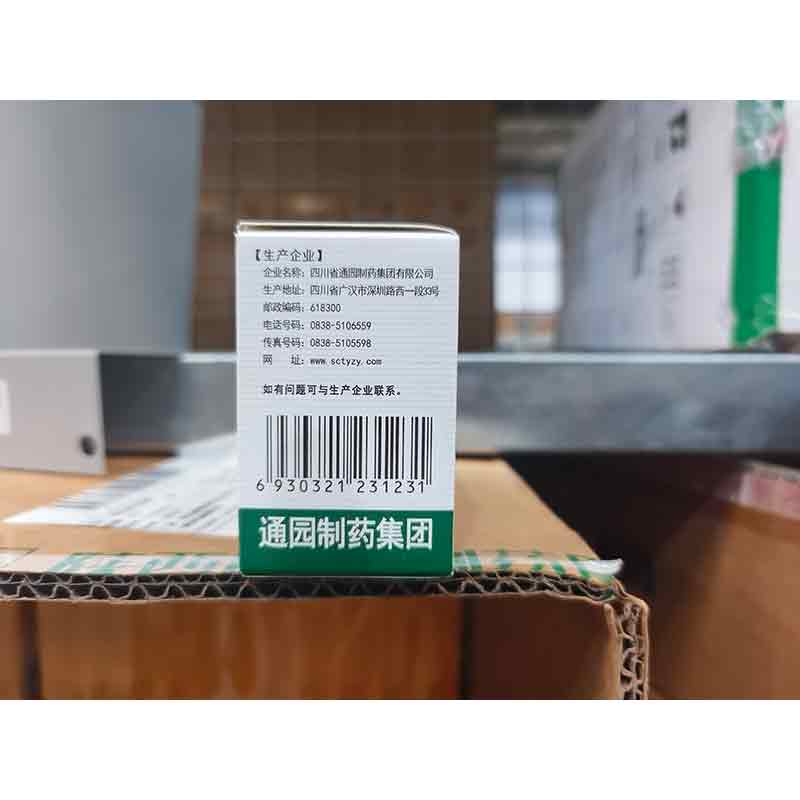 【生产企业】
企业名称：四川省通园制药集团有限公司
生产地址：四川省广汉市深圳路西一段33号
邮政编码：618300
电话号码：0838-5106559
传真号码：0838-5105598
网 址：www.sctyzy.com
如有问题可与生产企业联系。
6 930321 231231
通园制药集团